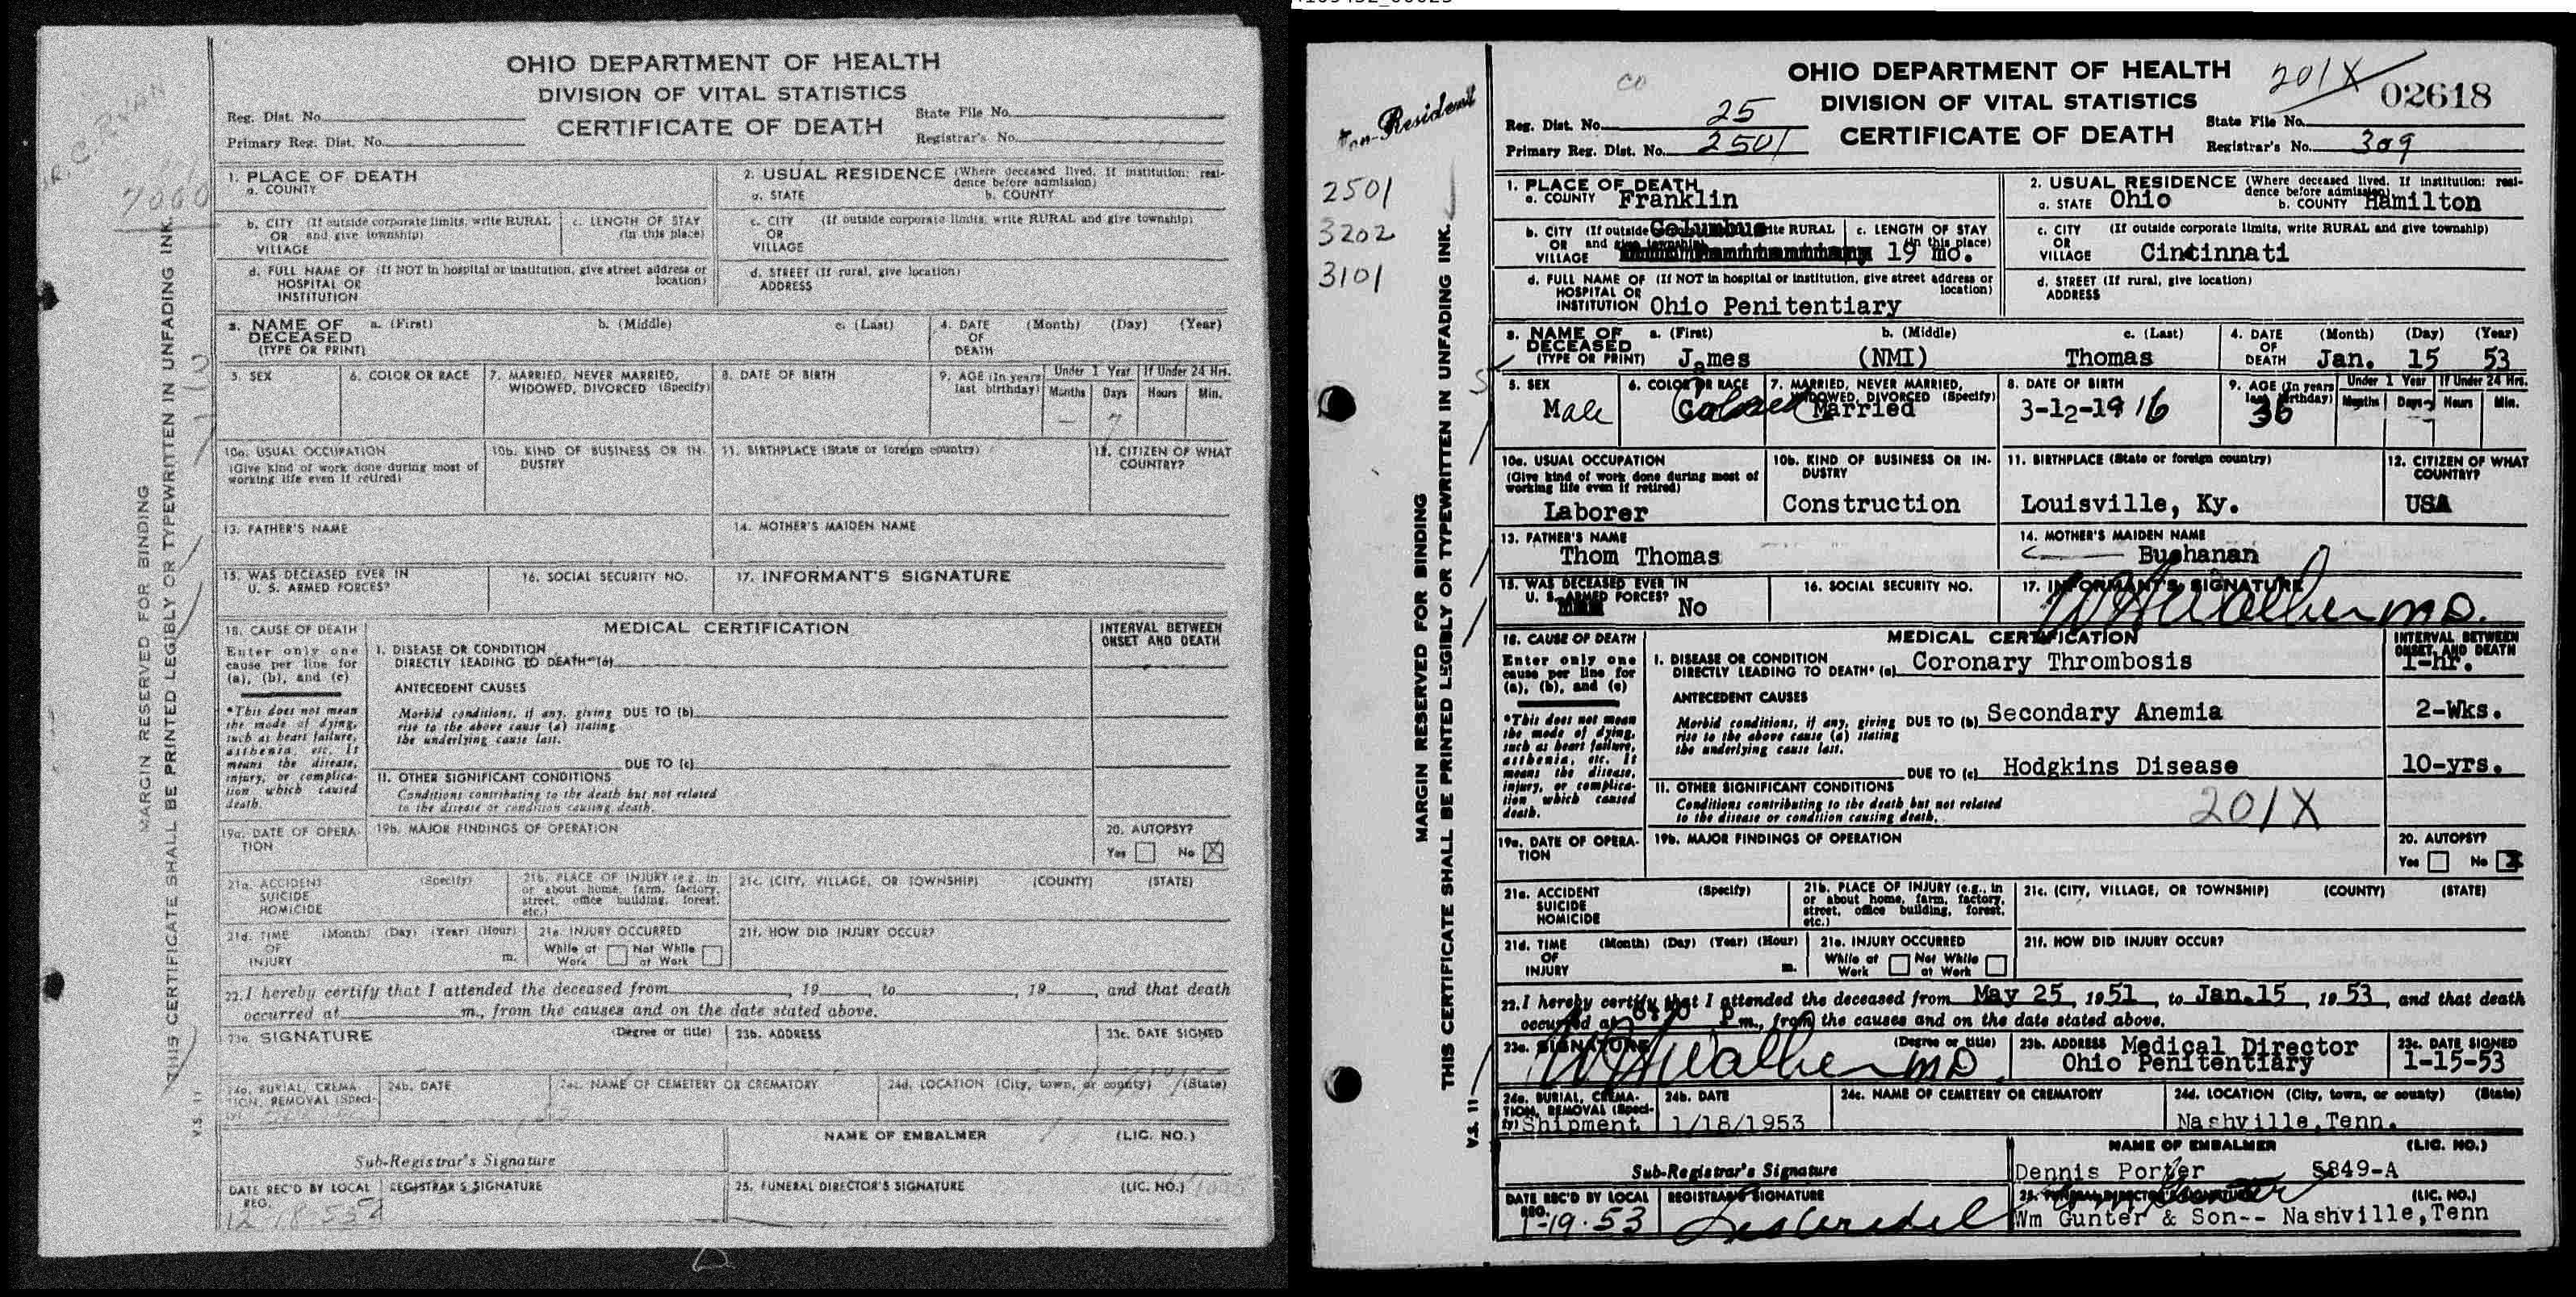 OHIO DEPARTMENT OF HEALTH
DIVISION OF VITAL STATISTICS
CERTIFICATE OF DEATH
Reg. Dist. No.
Primary Reg. Dist. No.
State File No.
Registrar's No.
1. PLACE OF DEATH
a. COUNTY
2. USUAL RESIDENCE (Where deceased lived. If institution: resi-
dence before admission)
a. STATE b. COUNTY
b. CITY (If outside corporate limits, write RURAL
OR and give township)
VILLAGE
c. LENGTH OF STAY
(in this place)
c. CITY (If outside corporate limits, write RURAL and give township)
OR
VILLAGE
d. FULL NAME OF (If NOT in hospital or institution, give street address or
HOSPITAL OR location)
INSTITUTION
d. STREET (If rural, give location)
ADDRESS
3. NAME OF a. (First) b. (Middle) c. (Last)
DECEASED
(TYPE OR PRINT)
4. DATE (Month) (Day) (Year)
OF
DEATH
5. SEX
6. COLOR OR RACE
7. MARRIED, NEVER MARRIED,
WIDOWED, DIVORCED (Specify)
8. DATE OF BIRTH
9. AGE (In years
last birthday)
Under 1 Year
If Under 24 Hrs.
Months Days Hours Min.
10a. USUAL OCCUPATION
(Give kind of work done during most of
working life even if retired)
10b. KIND OF BUSINESS OR IN-
DUSTRY
11. BIRTHPLACE (State or foreign country)
12. CITIZEN OF WHAT
COUNTRY?
13. FATHER'S NAME
14. MOTHER'S MAIDEN NAME
15. WAS DECEASED EVER IN
U. S. ARMED FORCES?
16. SOCIAL SECURITY NO.
17. INFORMANT'S SIGNATURE
18. CAUSE OF DEATH
Enter only one
cause per line for
(a), (b), and (c)
*This does not mean
the mode of dying,
such as heart failure,
asthenia, etc. It
means the disease,
injury, or complica-
tion which caused
death.
MEDICAL CERTIFICATION
INTERVAL BETWEEN
ONSET AND DEATH
I. DISEASE OR CONDITION
DIRECTLY LEADING TO DEATH* (a)
ANTECEDENT CAUSES
Morbid conditions, if any, giving DUE TO (b)
rise to the above cause (a) stating
the underlying cause last.
DUE TO (c)
II. OTHER SIGNIFICANT CONDITIONS
Conditions contributing to the death but not related
to the disease or condition causing death.
19a. DATE OF OPERA-
TION
19b. MAJOR FINDINGS OF OPERATION
20. AUTOPSY?
Yes No X
21a. ACCIDENT (Specify)
SUICIDE
HOMICIDE
21b. PLACE OF INJURY (e.g., in
or about home, farm, factory,
street, office building, forest,
etc.)
21c. (CITY, VILLAGE, OR TOWNSHIP) (COUNTY) (STATE)
21d. TIME (Month) (Day) (Year) (Hour)
OF
INJURY m.
21e. INJURY OCCURRED
While at Not While
Work at Work
21f. HOW DID INJURY OCCUR?
22. I hereby certify that I attended the deceased from , 19 , to , 19 , and that death
occurred at m., from the causes and on the date stated above.
23a. SIGNATURE (Degree or title)
23b. ADDRESS
23c. DATE SIGNED
24a. BURIAL, CREMA-
TION, REMOVAL (Speci-
24b. DATE
24c. NAME OF CEMETERY OR CREMATORY
24d. LOCATION (City, town, or county) (State)
NAME OF EMBALMER (LIC. NO.)
Sub-Registrar's Signature
DATE REC'D BY LOCAL
REG.
REGISTRAR'S SIGNATURE
25. FUNERAL DIRECTOR'S SIGNATURE (LIC. NO.)
MARGIN RESERVED FOR BINDING
THIS CERTIFICATE SHALL BE PRINTED LEGIBLY OR TYPEWRITTEN IN UNFADING INK.
V.S. 11
OHIO DEPARTMENT OF HEALTH
DIVISION OF VITAL STATISTICS
CERTIFICATE OF DEATH
201X
02618
Non-Resident
2501
3202
3101
co
Reg. Dist. No. 25
Primary Reg. Dist. No. 2501
State File No.
Registrar's No. 309
1. PLACE OF DEATH
a. COUNTY Franklin
2. USUAL RESIDENCE (Where deceased lived. If institution: resi-
dence before admission)
a. STATE Ohio b. COUNTY Hamilton
b. CITY (If outside Columbus write RURAL
OR and give township)
VILLAGE
c. LENGTH OF STAY
(in this place)
19 mo.
c. CITY (If outside corporate limits, write RURAL and give township)
OR
VILLAGE Cincinnati
d. FULL NAME OF (If NOT in hospital or institution, give street address or
HOSPITAL OR location)
INSTITUTION Ohio Penitentiary
d. STREET (If rural, give location)
ADDRESS
3. NAME OF a. (First) b. (Middle) c. (Last)
DECEASED
(TYPE OR PRINT) James (NMI) Thomas
4. DATE (Month) (Day) (Year)
OF
DEATH Jan. 15 53
5. SEX
Male
6. COLOR OR RACE
Colored
7. MARRIED, NEVER MARRIED,
WIDOWED, DIVORCED (Specify)
Married
8. DATE OF BIRTH
3-12-1916
9. AGE (In years
last birthday)
36
Under 1 Year
If Under 24 Hrs.
Months Days Hours Min.
10a. USUAL OCCUPATION
(Give kind of work done during most of
working life even if retired)
Laborer
10b. KIND OF BUSINESS OR IN-
DUSTRY
Construction
11. BIRTHPLACE (State or foreign country)
Louisville, Ky.
12. CITIZEN OF WHAT
COUNTRY?
USA
13. FATHER'S NAME
Thom Thomas
14. MOTHER'S MAIDEN NAME
Buchanan
15. WAS DECEASED EVER IN
U. S. ARMED FORCES?
No
16. SOCIAL SECURITY NO.
17. INFORMANT'S SIGNATURE
MD.
18. CAUSE OF DEATH
Enter only one
cause per line for
(a), (b), and (c)
*This does not mean
the mode of dying,
such as heart failure,
asthenia, etc. It
means the disease,
injury, or complica-
tion which caused
death.
MEDICAL CERTIFICATION
INTERVAL BETWEEN
ONSET AND DEATH
I. DISEASE OR CONDITION
DIRECTLY LEADING TO DEATH* (a) Coronary Thrombosis 1-hr.
ANTECEDENT CAUSES
Morbid conditions, if any, giving DUE TO (b) Secondary Anemia 2-Wks.
rise to the above cause (a) stating
the underlying cause last.
DUE TO (c) Hodgkins Disease 10-yrs.
II. OTHER SIGNIFICANT CONDITIONS
Conditions contributing to the death but not related
to the disease or condition causing death.
201X
19a. DATE OF OPERA-
TION
19b. MAJOR FINDINGS OF OPERATION
20. AUTOPSY?
Yes No X
21a. ACCIDENT (Specify)
SUICIDE
HOMICIDE
21b. PLACE OF INJURY (e.g., in
or about home, farm, factory,
street, office building, forest,
etc.)
21c. (CITY, VILLAGE, OR TOWNSHIP) (COUNTY) (STATE)
21d. TIME (Month) (Day) (Year) (Hour)
OF
INJURY m.
21e. INJURY OCCURRED
While at Not While
Work at Work
21f. HOW DID INJURY OCCUR?
22. I hereby certify that I attended the deceased from May 25, 1951, to Jan. 15, 1953, and that death
occurred at P m., from the causes and on the date stated above.
23a. SIGNATURE (Degree or title)
MD.
23b. ADDRESS Medical Director
Ohio Penitentiary
23c. DATE SIGNED
1-15-53
24a. BURIAL, CREMA-
TION, REMOVAL (Speci-
fy) Shipment
24b. DATE
1/18/1953
24c. NAME OF CEMETERY OR CREMATORY
24d. LOCATION (City, town, or county) (State)
Nashville, Tenn.
NAME OF EMBALMER (LIC. NO.)
Dennis Porter 5849-A
Sub-Registrar's Signature
DATE REC'D BY LOCAL
REG.
1-19-53
REGISTRAR'S SIGNATURE
25. FUNERAL DIRECTOR'S SIGNATURE (LIC. NO.)
Wm Gunter & Son-- Nashville, Tenn
MARGIN RESERVED FOR BINDING
THIS CERTIFICATE SHALL BE PRINTED LEGIBLY OR TYPEWRITTEN IN UNFADING INK.
V.S. 11